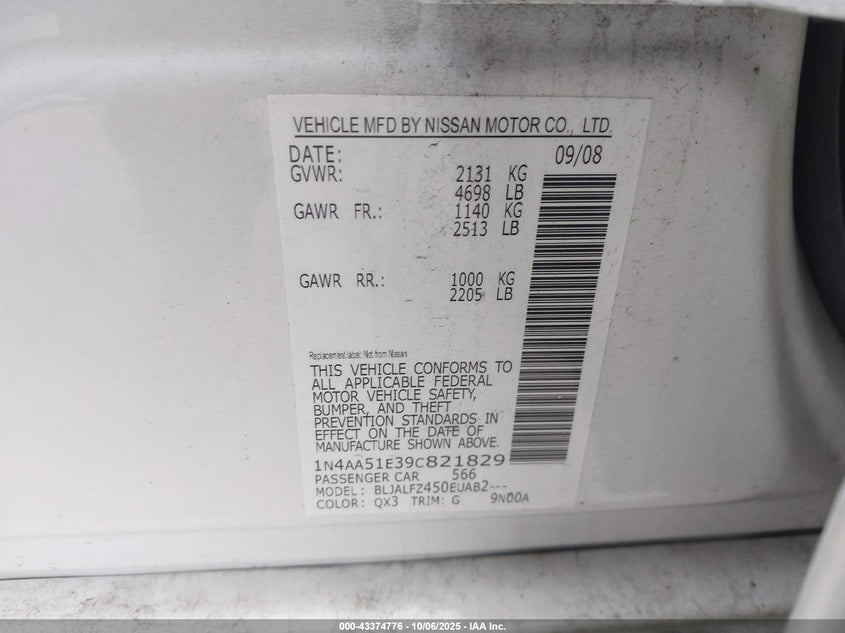 VEHICLE MFD BY NISSAN MOTOR CO., LTD.
DATE: 09/08
GVWR: 2131 KG
4698 LB
GAWR FR.: 1140 KG
2513 LB
GAWR RR.: 1000 KG
2205 LB
Replacement label: Not from Nissan
THIS VEHICLE CONFORMS TO
ALL APPLICABLE FEDERAL
MOTOR VEHICLE SAFETY,
BUMPER, AND THEFT
PREVENTION STANDARDS IN
EFFECT ON THE DATE OF
MANUFACTURE SHOWN ABOVE.
1N4AA51E39C821829
PASSENGER CAR 566
MODEL: BLJALFZ450EUAB2---
COLOR: QX3 TRIM: G 9N00A
000-43374776 - 10/06/2025 - IAA Inc.